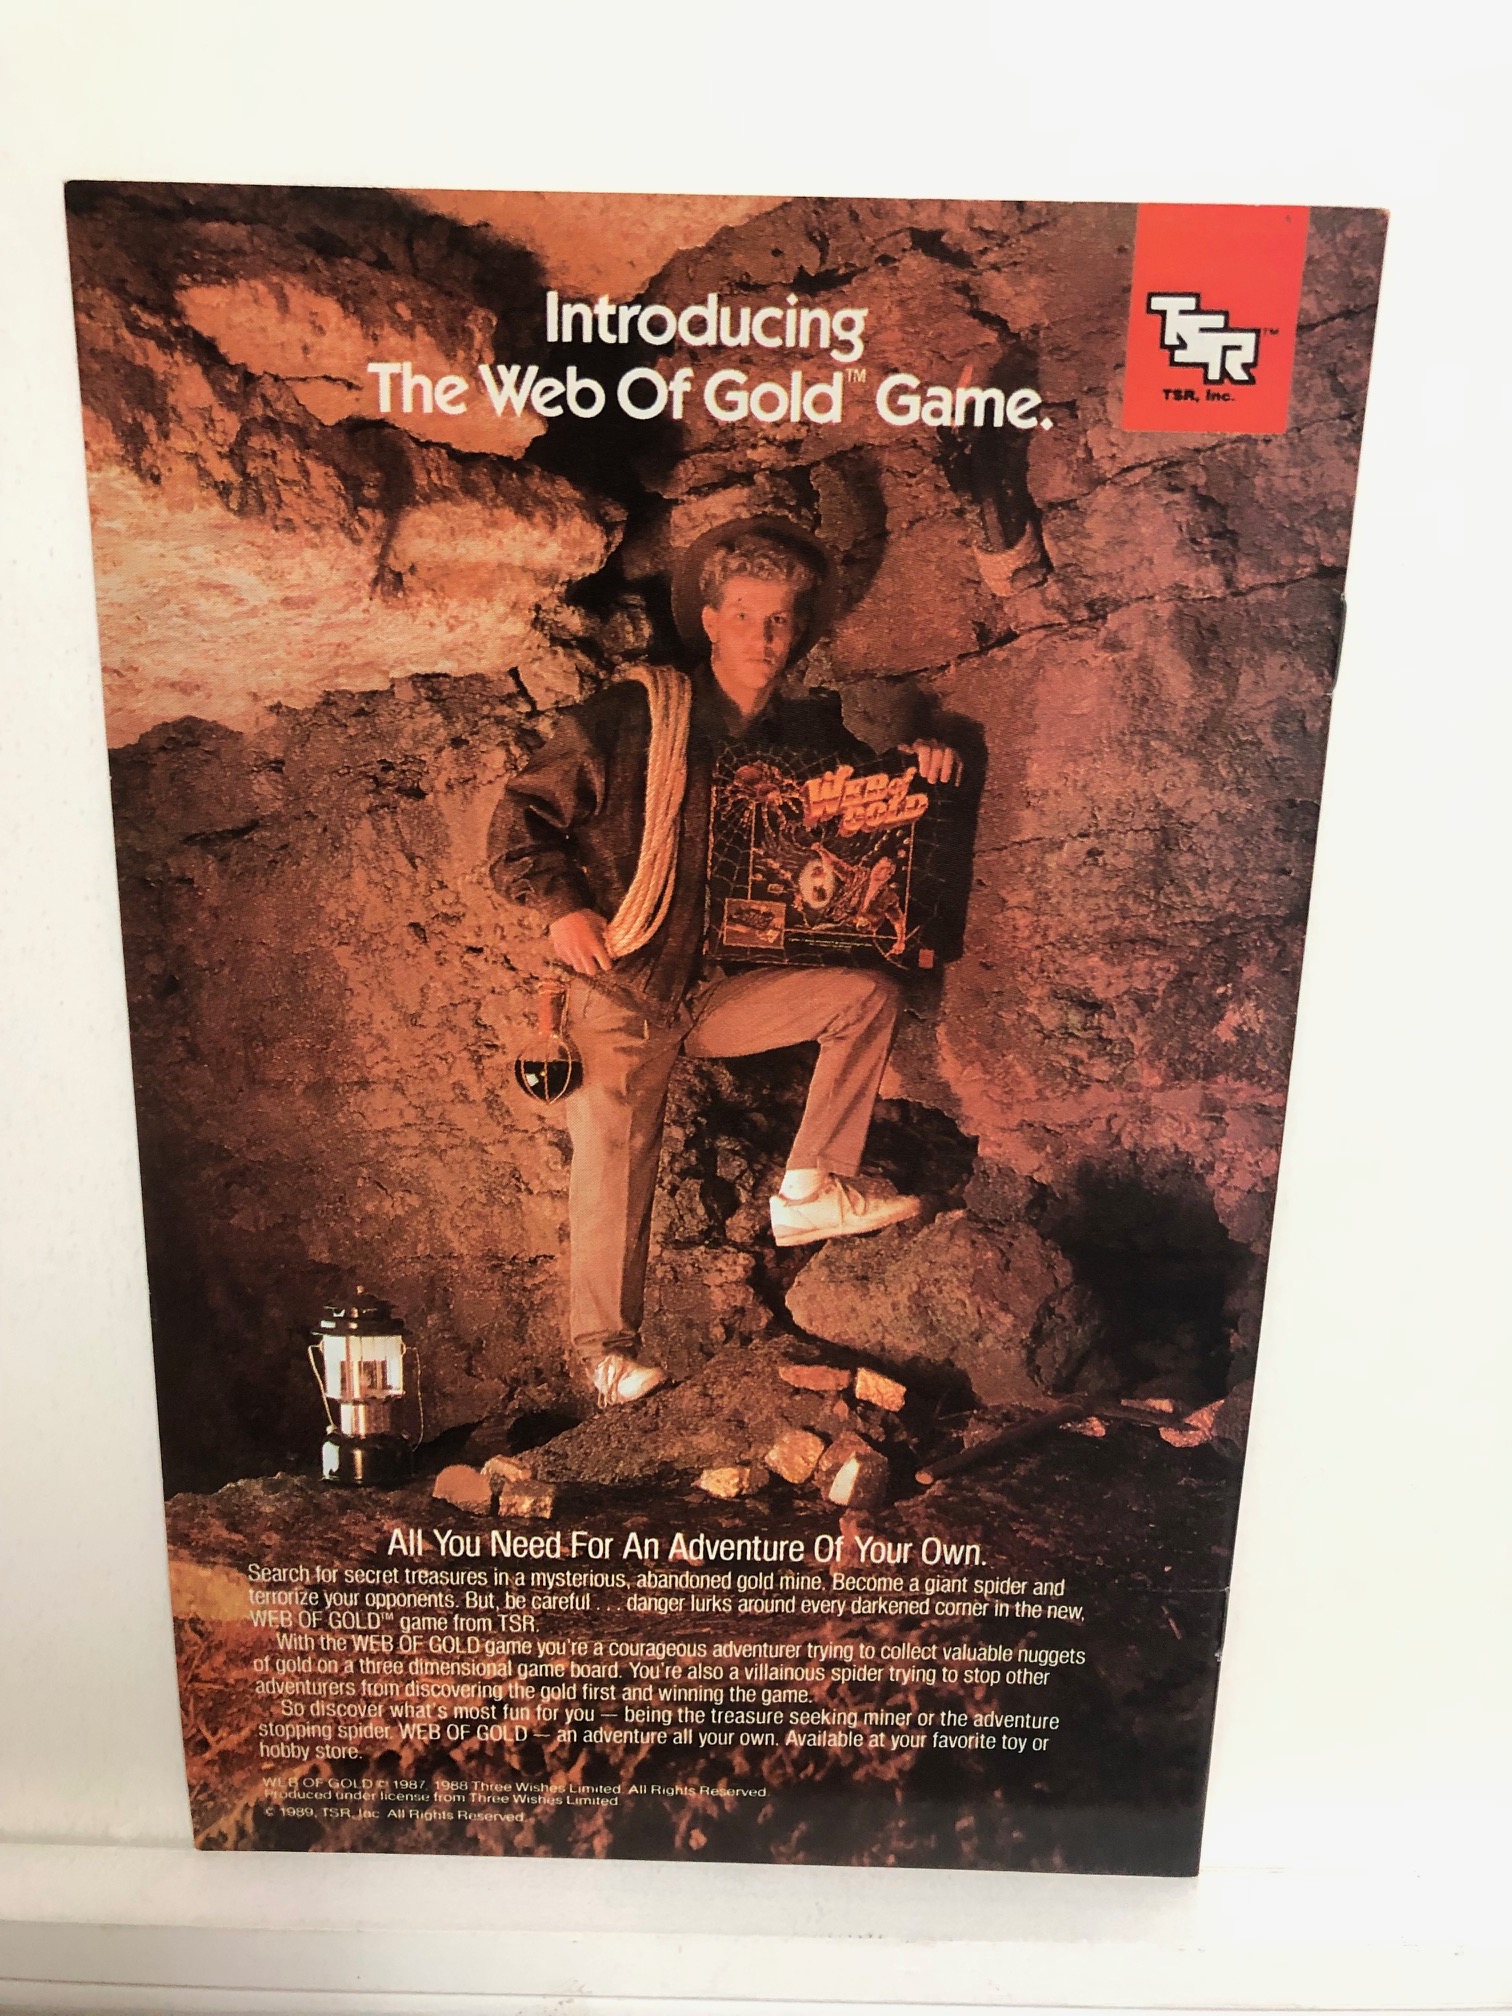 Introducing
The Web Of Gold™ Game.
TSR™
TSR, Inc.
WEB of
GOLD
All You Need For An Adventure Of Your Own.
Search for secret treasures in a mysterious, abandoned gold mine. Become a giant spider and
terrorize your opponents. But, be careful . . . danger lurks around every darkened corner in the new,
WEB OF GOLD™ game from TSR.
With the WEB OF GOLD game you're a courageous adventurer trying to collect valuable nuggets
of gold on a three dimensional game board. You're also a villainous spider trying to stop other
adventurers from discovering the gold first and winning the game.
So discover what's most fun for you — being the treasure seeking miner or the adventure
stopping spider. WEB OF GOLD — an adventure all your own. Available at your favorite toy or
hobby store.
WEB OF GOLD © 1987, 1988 Three Wishes Limited. All Rights Reserved.
Produced under license from Three Wishes Limited.
© 1989, TSR, Inc. All Rights Reserved.